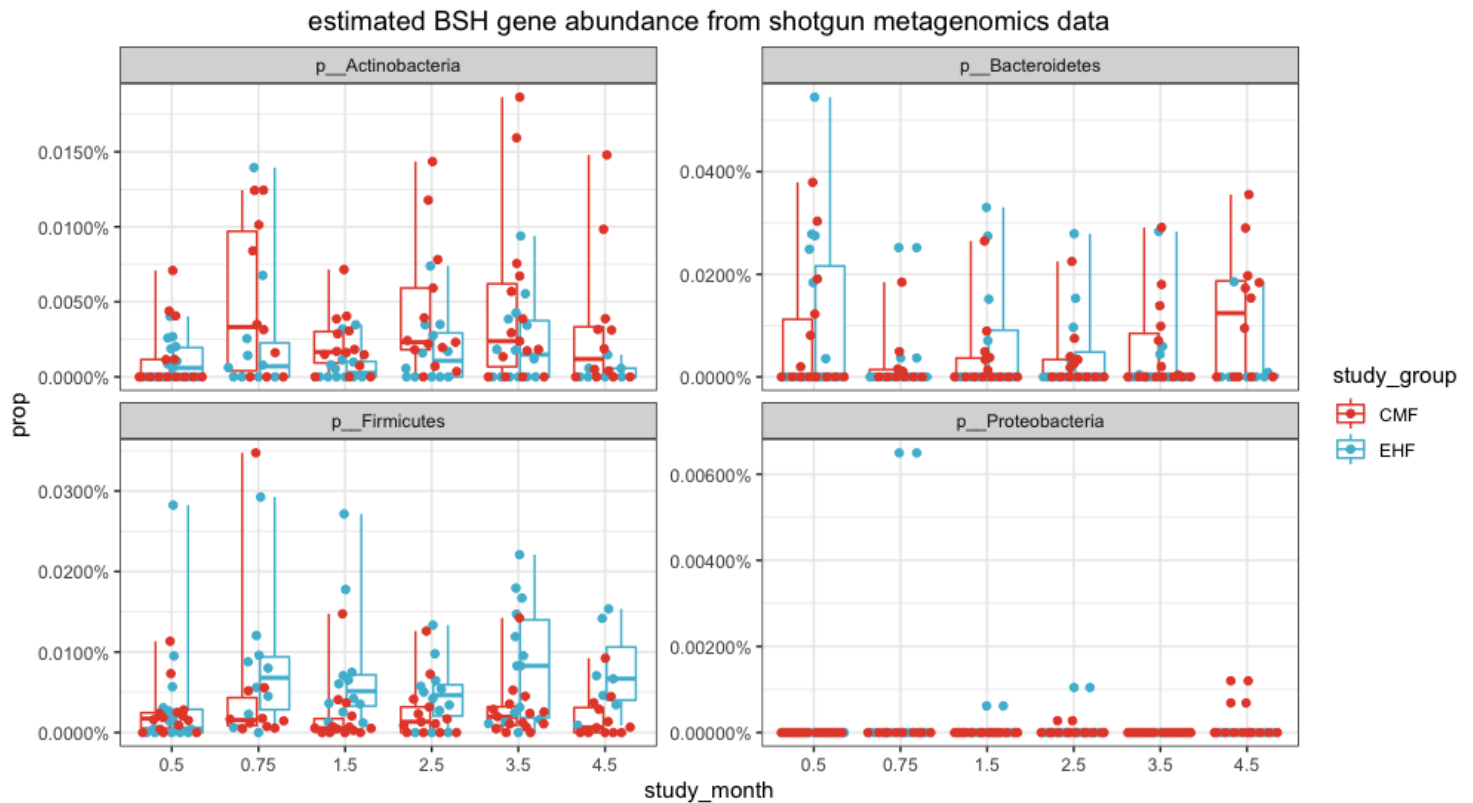 estimated BSH gene abundance from shotgun metagenomics data
p__Actinobacteria
p__Bacteroidetes
0.0150%
0.0100%
0.0050%
0.0000%
0.0400%
0.0200%
0.0000%
p__Firmicutes
p__Proteobacteria
0.0300%
0.0200%
0.0100%
0.0000%
0.00600%
0.00400%
0.00200%
0.00000%
0.5 0.75 1.5 2.5 3.5 4.5
0.5 0.75 1.5 2.5 3.5 4.5
prop
study_month
study_group
CMF
EHF